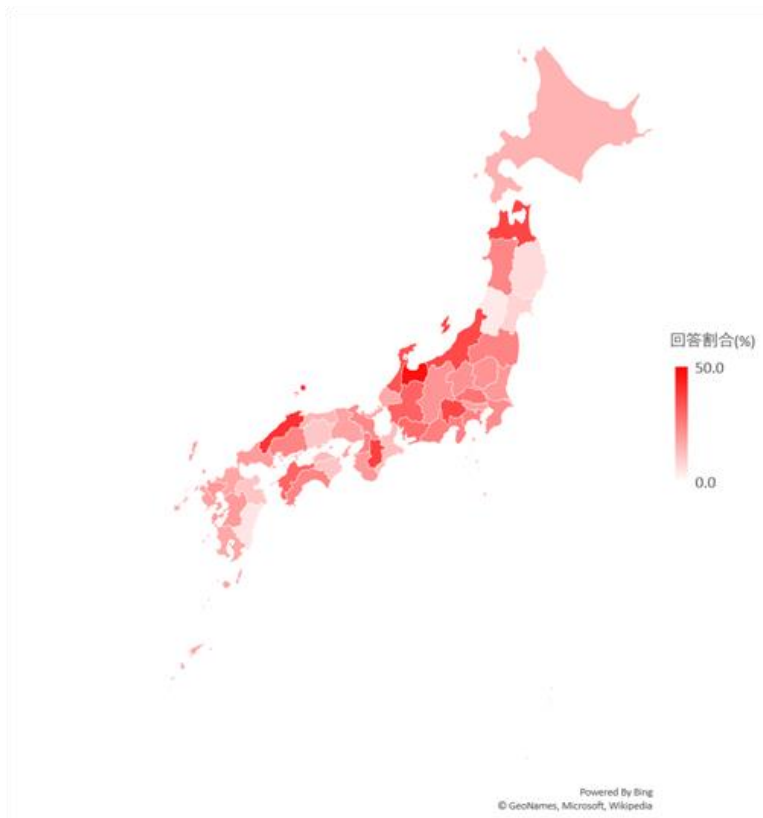 回答割合(%)
50.0
0.0
Powered By Bing
© GeoNames, Microsoft, Wikipedia